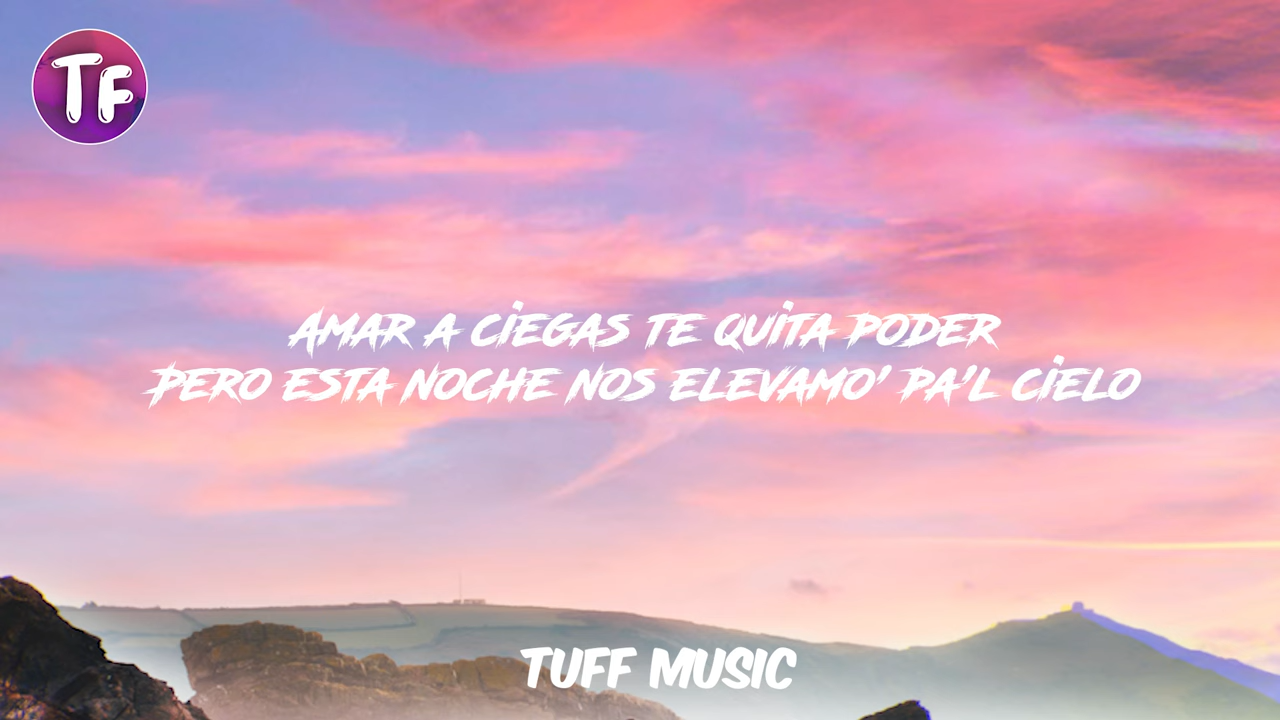 TF
AMAR A CIEGAS TE QUITA PODER
PERO ESTA NOCHE NOS ELEVAMO' PA'L CIELO
TUFF MUSIC